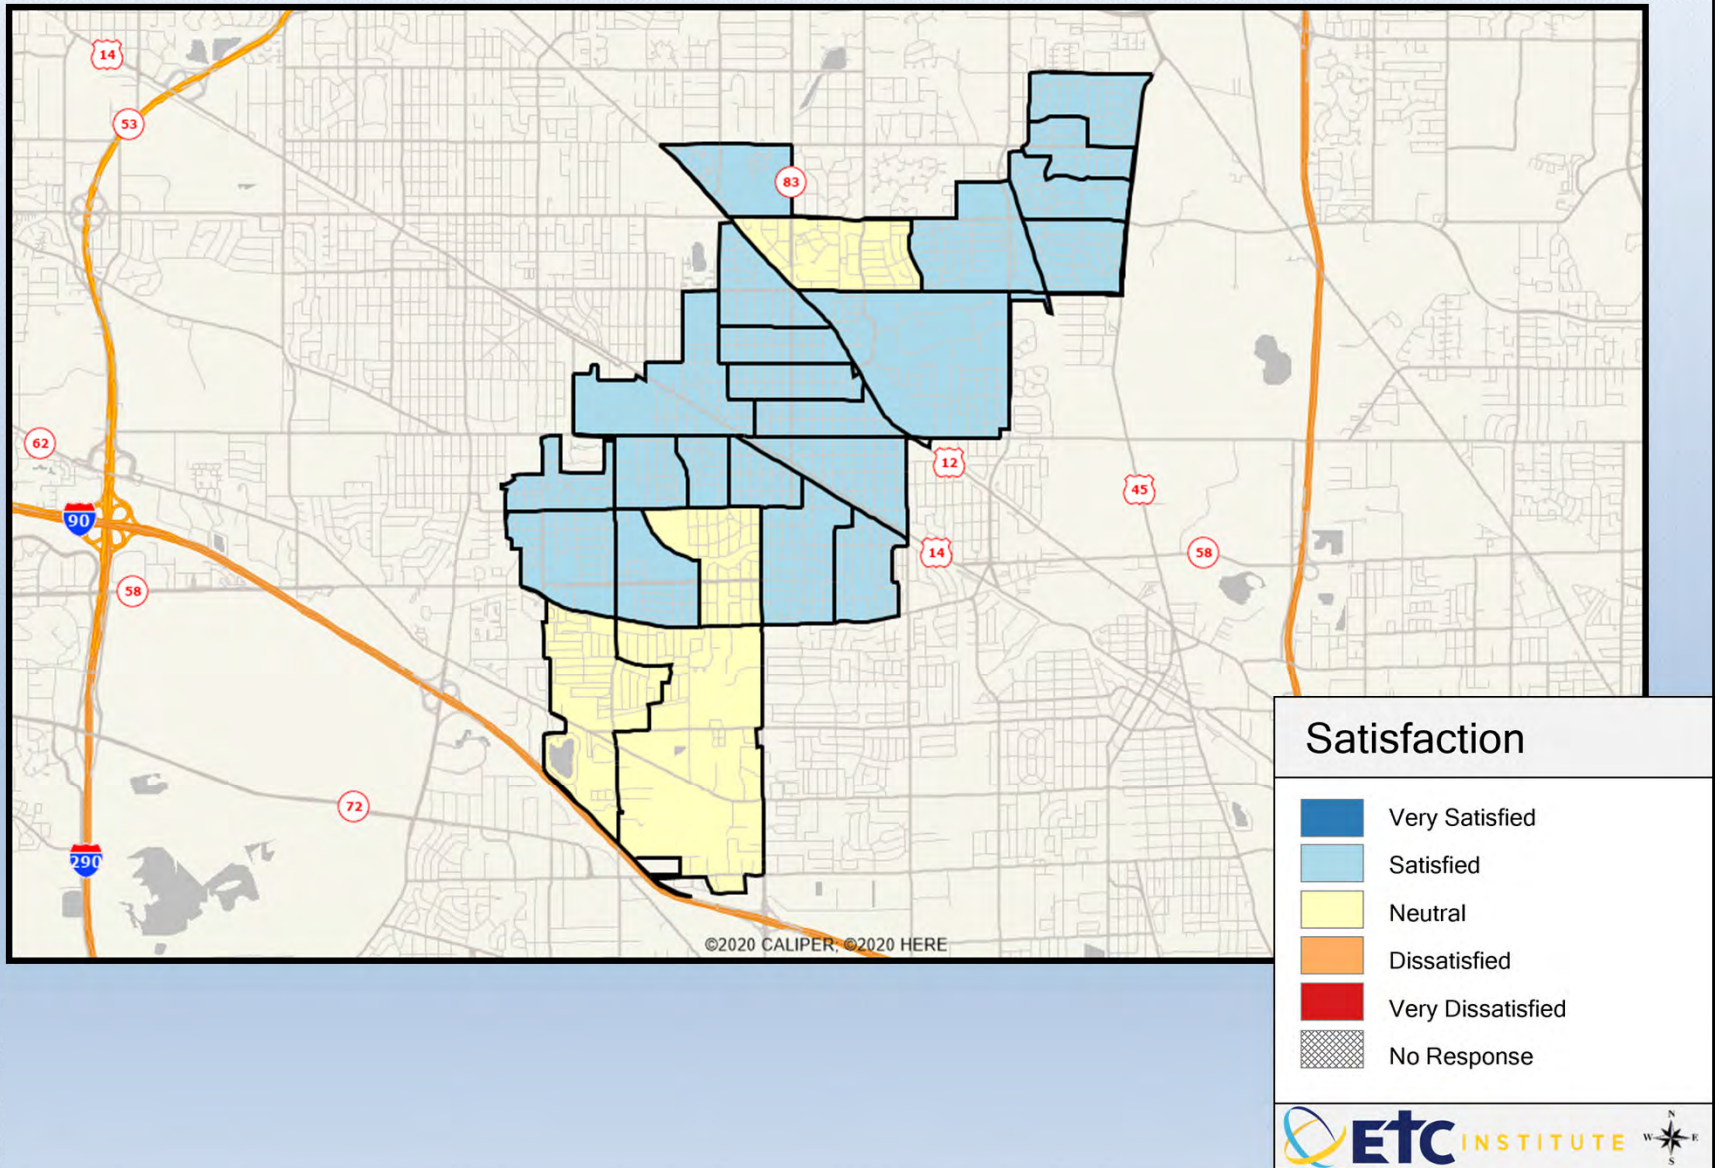 14
53
83
62
12
45
90
14
58
58
72
290
©2020 CALIPER; ©2020 HERE
Satisfaction
Very Satisfied
Satisfied
Neutral
Dissatisfied
Very Dissatisfied
No Response
ETC INSTITUTE
N
W E
S